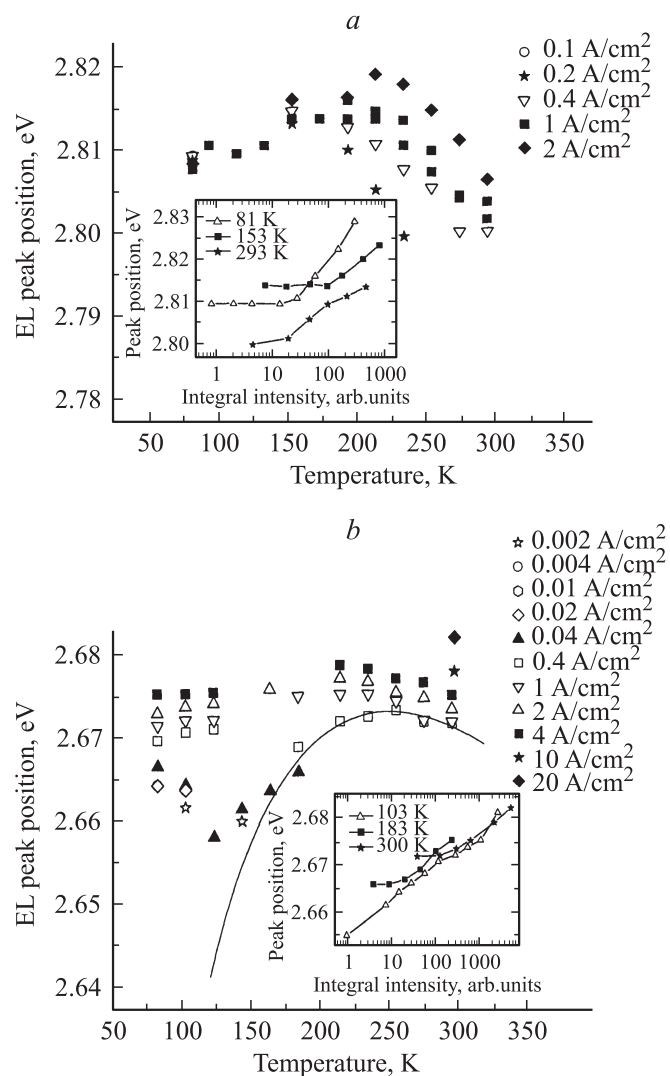 a
0.1 A/cm2
0.2 A/cm2
0.4 A/cm2
1 A/cm2
2 A/cm2
EL peak position, eV
2.82
2.81
2.80
2.79
2.78
Peak position, eV
2.83
2.82
2.81
2.80
81 K
153 K
293 K
1 10 100 1000
Integral intensity, arb.units
50 100 150 200 250 300 350
Temperature, K
b
0.002 A/cm2
0.004 A/cm2
0.01 A/cm2
0.02 A/cm2
0.04 A/cm2
0.4 A/cm2
1 A/cm2
2 A/cm2
4 A/cm2
10 A/cm2
20 A/cm2
EL peak position, eV
2.68
2.67
2.66
2.65
2.64
Peak position, eV
2.68
2.67
2.66
103 K
183 K
300 K
1 10 100 1000
Integral intensity, arb.units
50 100 150 200 250 300 350
Temperature, K